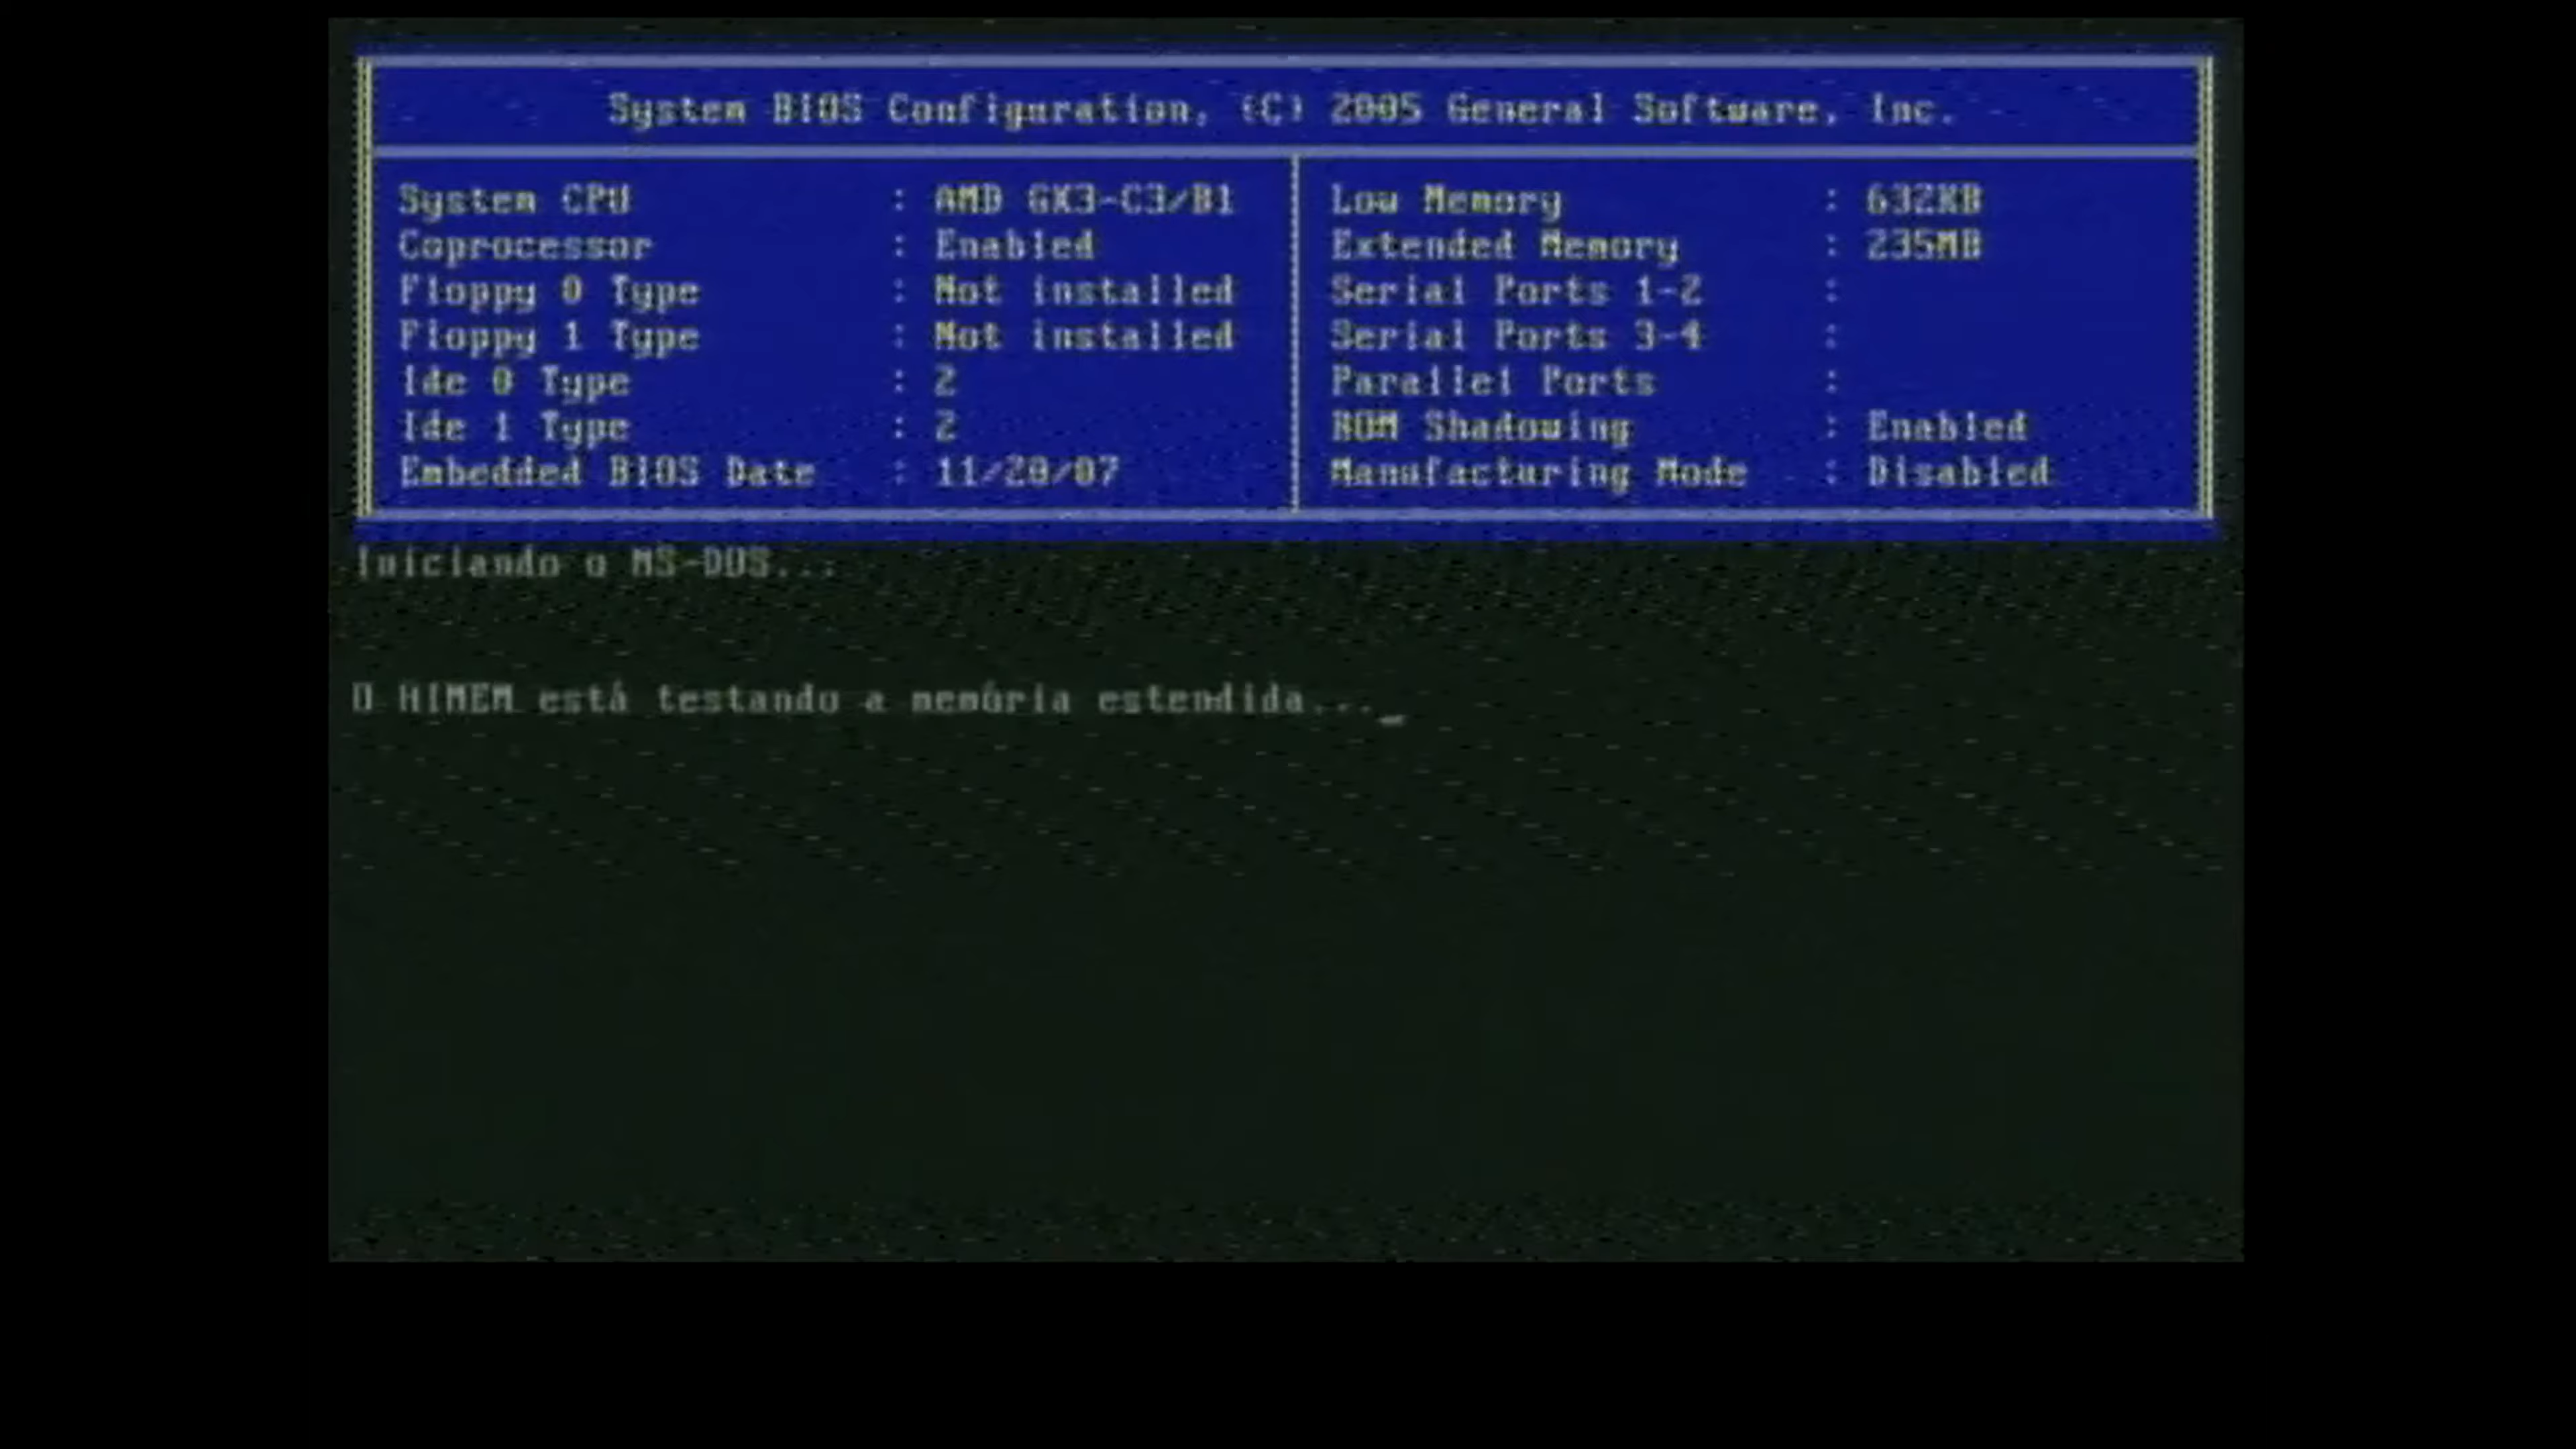 System BIOS Configuration, (C) 2005 General Software, Inc.
System CPU : AMD GX3-C3/B1
Coprocessor : Enabled
Floppy 0 Type : Not installed
Floppy 1 Type : Not installed
Ide 0 Type : 2
Ide 1 Type : 2
Embedded BIOS Date : 11/20/07
Low Memory : 632KB
Extended Memory : 235MB
Serial Ports 1-2 :
Serial Ports 3-4 :
Parallel Ports :
ROM Shadowing : Enabled
Manufacturing Mode : Disabled
Iniciando o MS-DOS...
O HIMEM está testando a memória estendida..._